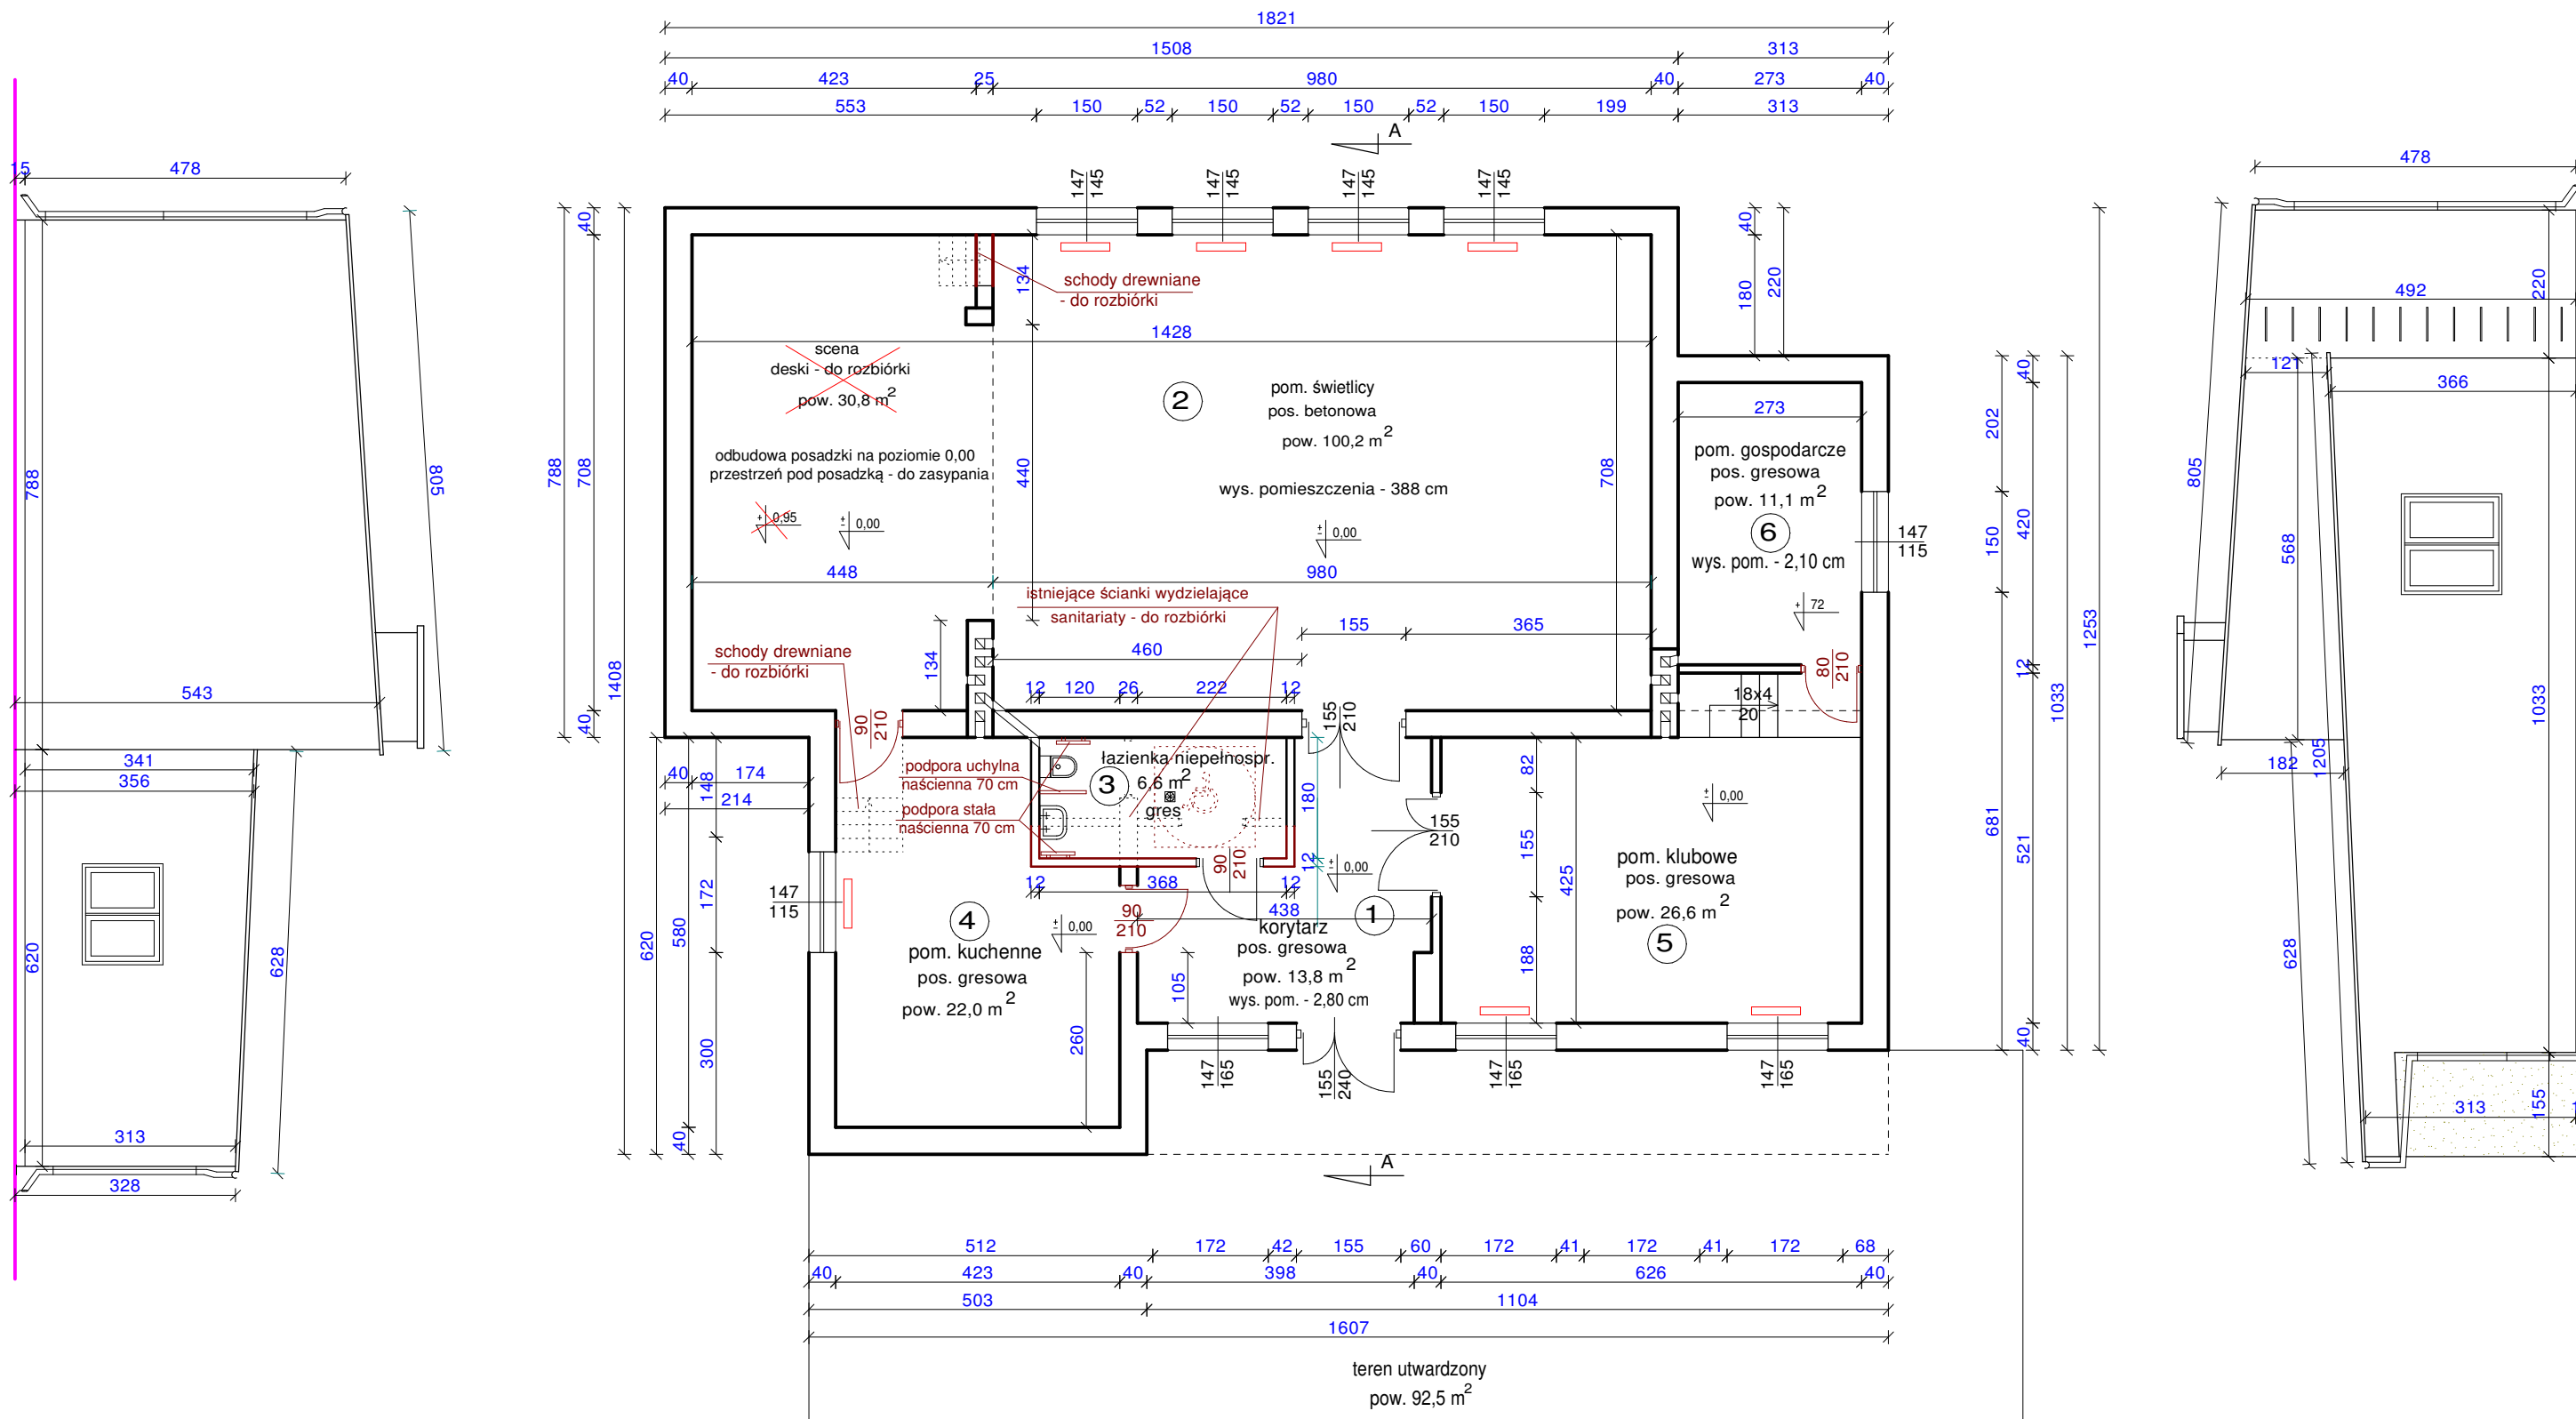 1821
1508 313
40 423 25 980 40 273 40
553 150 52 150 52 150 52 150 199 313
A
15 478
478
147 145
147 145
147 145
147 145
40
40
40
180
220
220
134
schody drewniane
- do rozbiórki
492
1428
121
366
scena
deski - do rozbiórki
pow. 30,8 m2
2
pom. świetlicy
pos. betonowa
pow. 100,2 m2
273
40
202
788
788
708
805
440
708
805
odbudowa posadzki na poziomie 0,00
przestrzeń pod posadzką - do zasypania
wys. pomieszczenia - 388 cm
pom. gospodarcze
pos. gresowa
pow. 11,1 m2
6
wys. pom. - 2,10 cm
± 0,95
± 0,00
± 0,00
147
115
150
420
568
448
980
istniejące ścianki wydzielające
sanitariaty - do rozbiórki
+ 72
1253
155 365
schody drewniane
- do rozbiórki
134
460
1408
543
12 120 26 222 12
80
210
12
18x4
20
1033
1033
1205
40
90
210
155
210
341
356
40 174
214
148
podpora uchylna
naścienna 70 cm
podpora stała
naścienna 70 cm
łazienka niepełnospr.
3
6,6 m2
gres
180
82
± 0,00
182
155
210
681
521
172
147
115
12 368 12
90
210
12
± 0,00
155
425
pom. klubowe
pos. gresowa
pow. 26,6 m2
5
620
620
580
628
628
4
pom. kuchenne
pos. gresowa
pow. 22,0 m2
± 0,00
90
210
438
1
korytarz
pos. gresowa
pow. 13,8 m2
wys. pom. - 2,80 cm
105
188
300
260
40
40
147
165
155
240
147
165
147
165
313
328
313
155
A
512 172 42 155 60 172 41 172 41 172 68
40 423 40 398 40 626 40
503 1104
1607
teren utwardzony
pow. 92,5 m2